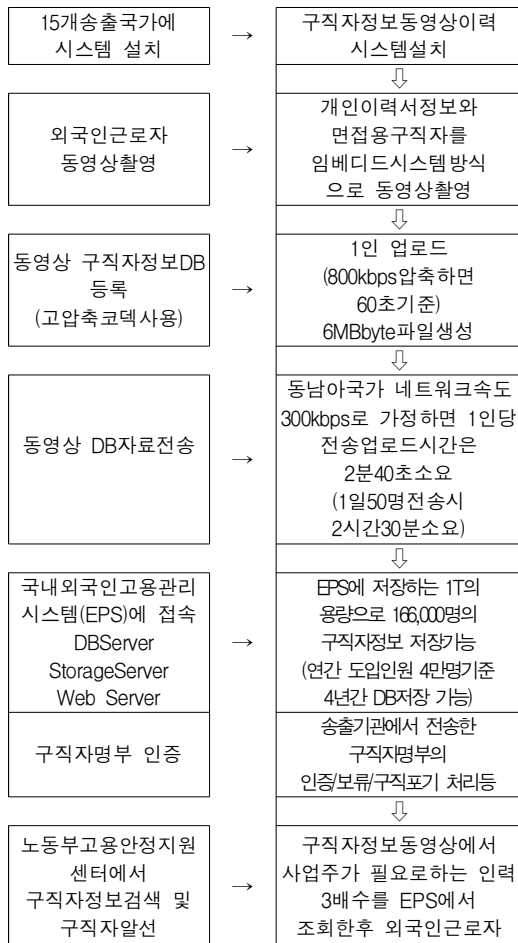 15개송출국가에
시스템 설치
→
구직자정보동영상이력
시스템설치
⇩
외국인근로자
동영상촬영
→
개인이력서정보와
면접용구직자를
임베디드시스템방식
으로 동영상촬영
⇩
동영상 구직자정보DB
등록
(고압축코덱사용)
→
1인 업로드
(800kbps압축하면
60초기준)
6MBbyte파일생성
⇩
동영상 DB자료전송
→
동남아국가 네트워크속도
300kbps로 가정하면 1인당
전송업로드시간은
2분40초소요
(1일50명전송시
2시간30분소요)
⇩
국내외국인고용관리
시스템(EPS)에 접속
DBServer
StorageServer
Web Server
→
EPS에 저장하는 1T의
용량으로 166,000명의
구직자정보 저장가능
(연간 도입인원 4만명기준
4년간 DB저장 가능)
구직자명부 인증
송출기관에서 전송한
구직자명부의
인증/보류/구직포기 처리등
⇩
노동부고용안정지원
센터에서
구직자정보검색 및
구직자알선
→
구직자정보동영상에서
사업주가 필요로하는 인력
3배수를 EPS에서
조회한후 외국인근로자